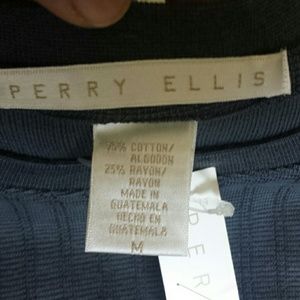 PERRY ELLIS
75% COTTON/
ALGODON
25% RAYON/
RAYON
MADE IN
GUATEMALA
HECHO EN
GUATEMALA
M